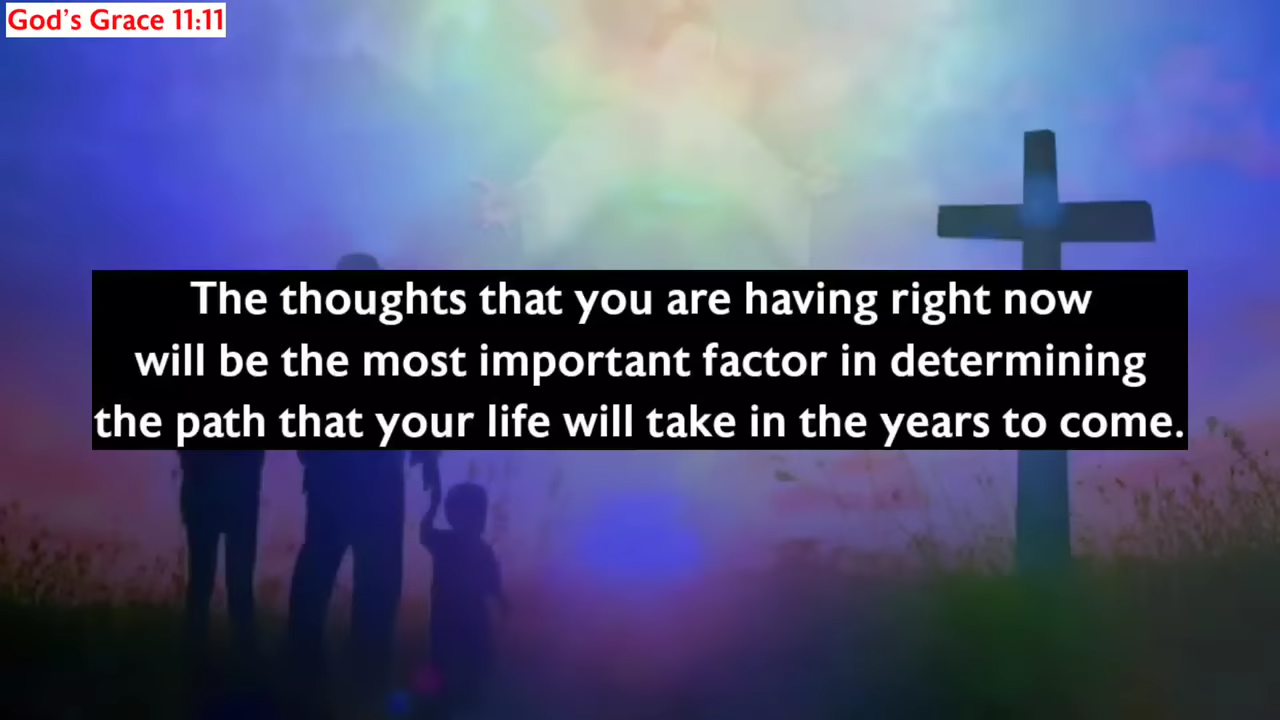 God's Grace 11:11
The thoughts that you are having right now
will be the most important factor in determining
the path that your life will take in the years to come.